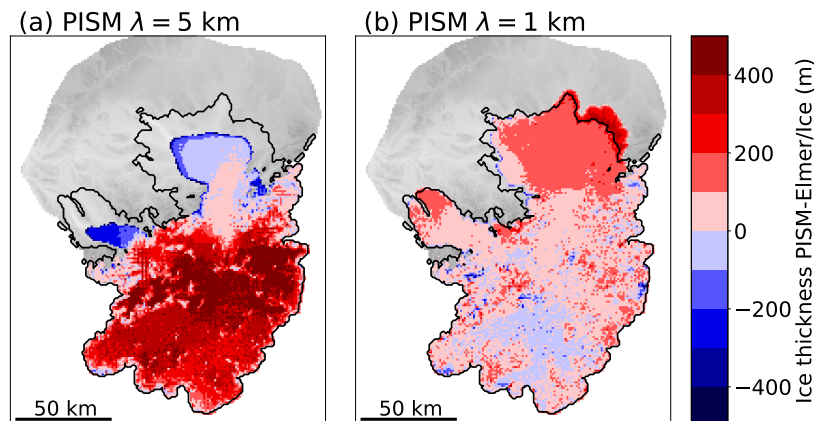 (a) PISM λ = 5 km
(b) PISM λ = 1 km
50 km
50 km
400
200
0
−200
−400
Ice thickness PISM-Elmer/Ice (m)